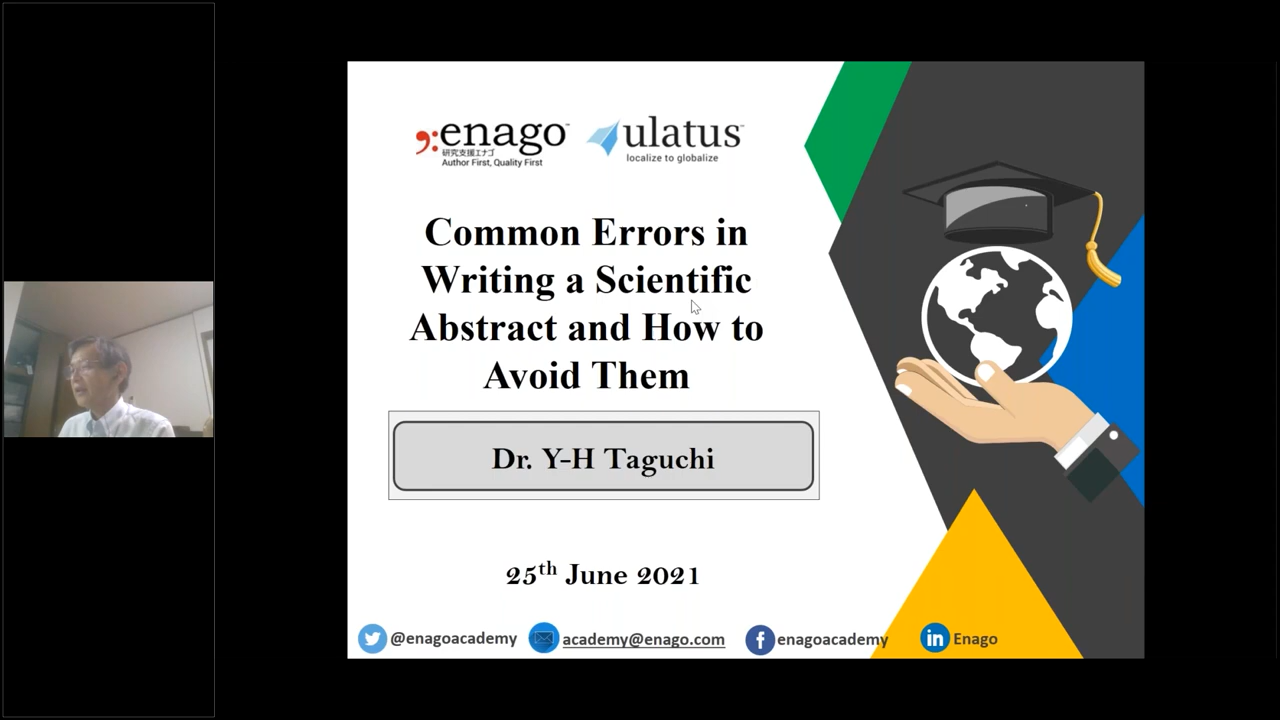 enago
研究支援エナゴ
Author First, Quality First
ulatus
localize to globalize
Common Errors in
Writing a Scientific
Abstract and How to
Avoid Them
Dr. Y-H Taguchi
25th June 2021
@enagoacademy
academy@enago.com
enagoacademy
Enago